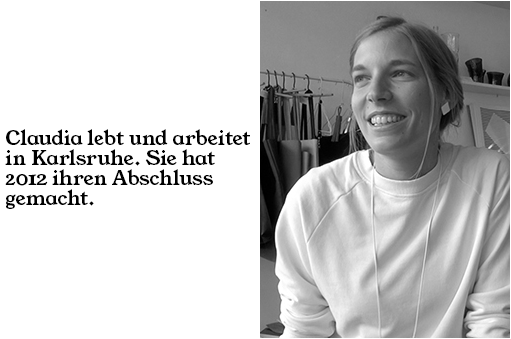 Claudia lebt und arbeitet
in Karlsruhe. Sie hat
2012 ihren Abschluss
gemacht.